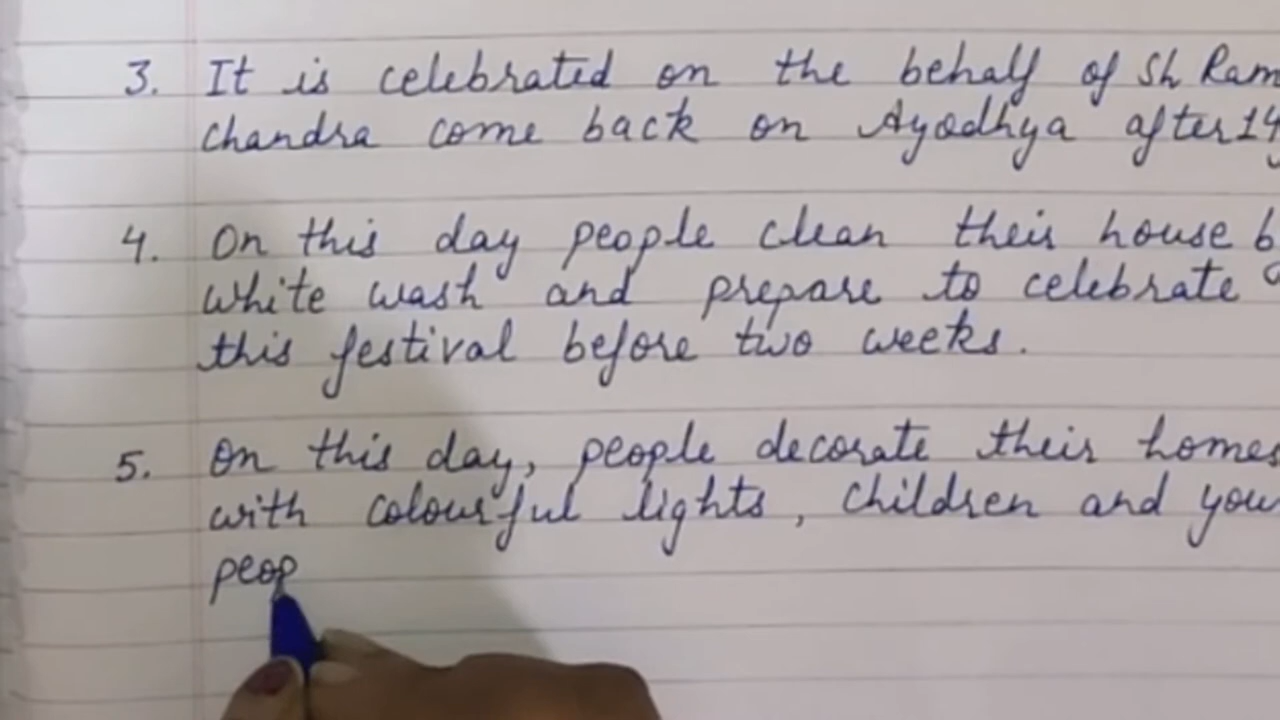 3. It is celebrated on the behalf of Sh Ram
Chandra come back on Ayodhya after 14
4. On this day people clean their house
white wash and prepare to celebrate
this festival before two weeks.
5. On this day, people decorate their homes
with colourful lights, children and
peop